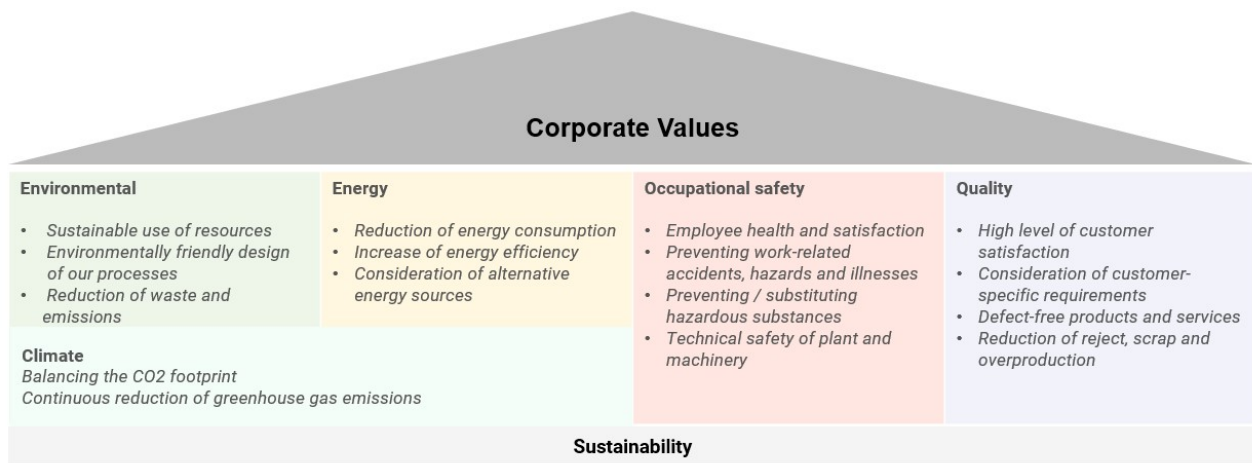 Corporate Values
Environmental
• Sustainable use of resources
• Environmentally friendly design
of our processes
• Reduction of waste and
emissions
Energy
• Reduction of energy consumption
• Increase of energy efficiency
• Consideration of alternative
energy sources
Climate
Balancing the CO2 footprint
Continuous reduction of greenhouse gas emissions
Occupational safety
• Employee health and satisfaction
• Preventing work-related
accidents, hazards and illnesses
• Preventing / substituting
hazardous substances
• Technical safety of plant and
machinery
Quality
• High level of customer
satisfaction
• Consideration of customer-
specific requirements
• Defect-free products and services
• Reduction of reject, scrap and
overproduction
Sustainability